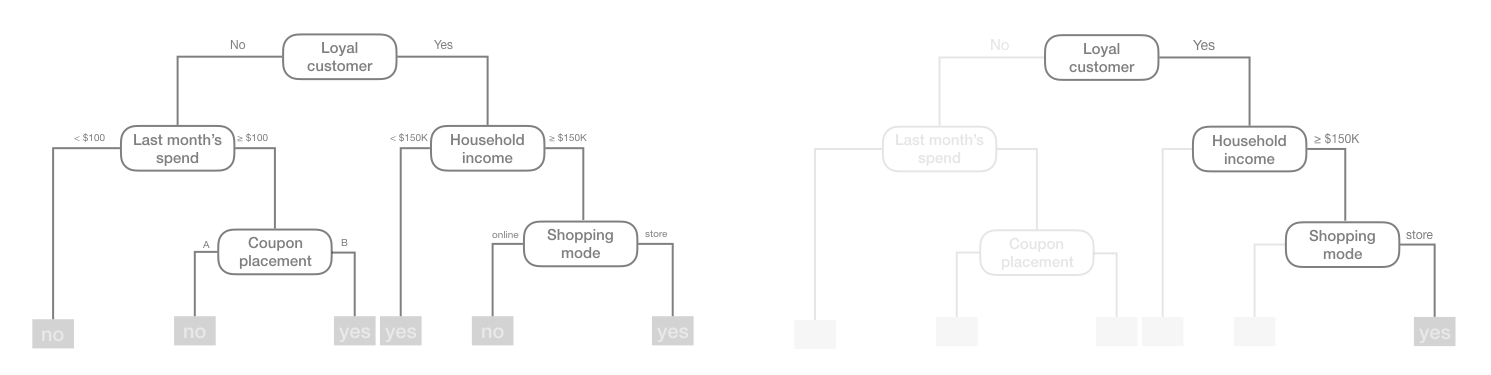 No
Loyal
customer
Yes
< $100
Last month's
spend
≥ $100
< $150K
Household
income
≥ $150K
A
Coupon
placement
B
online
Shopping
mode
store
no
no
yes
yes
no
yes
No
Loyal
customer
Yes
Last month's
spend
Household
income
≥ $150K
Coupon
placement
Shopping
mode
store
yes